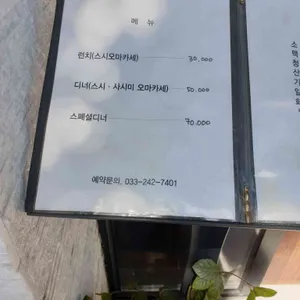 메 뉴
런치(스시오마카세) 30,000
디너(스시 · 사시미 오마카세) 50,000
스페셜디너 70,000
예약문의. 033-242-7401